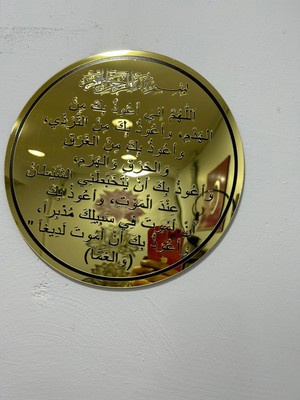 بسم الله الرحمن الرحيم
اللهم إني أعوذ بك من
الهدم، وأعوذ بك من التردي،
وأعوذ بك من الغرق
والحرق والهرم،
وأعوذ بك أن يتخبطني الشيطان
عند الموت، وأعوذ بك
أن أموت في سبيلك مدبرا،
وأعوذ بك أن أموت لديغا"
(والغما)